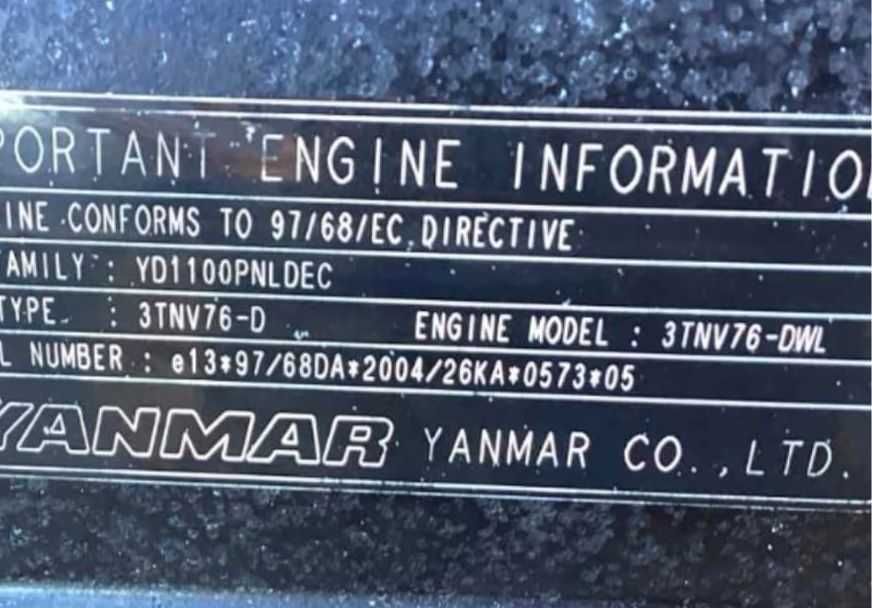 PORTANT ENGINE INFORMATIO
INE CONFORMS TO 97/68/EC DIRECTIVE
AMILY : YD1100PNLDEC
TYPE : 3TNV76-D ENGINE MODEL : 3TNV76-DWL
L NUMBER : e13*97/68DA*2004/26KA*0573*05
YANMAR YANMAR CO.,LTD.